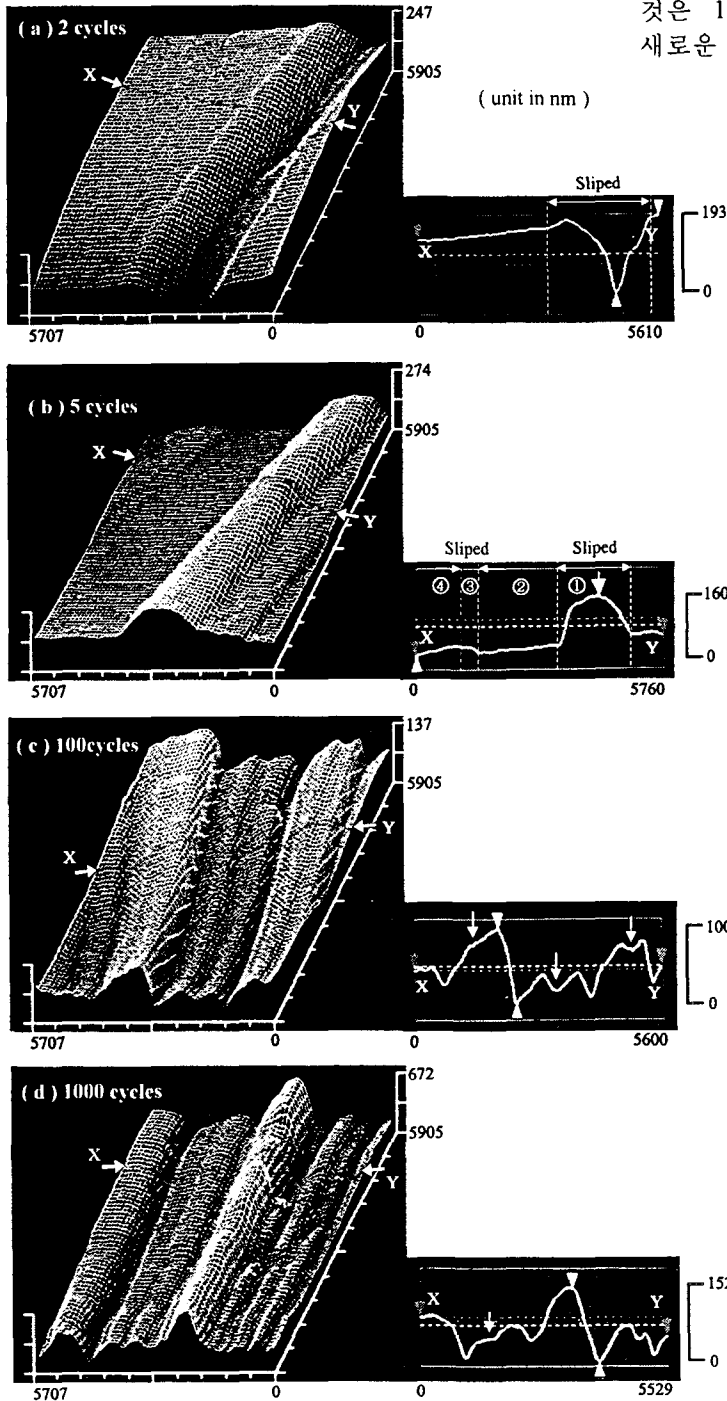 것은 1
새로운
( a ) 2 cycles
247
5905
X
Y
( unit in nm )
Sliped
193
X
Y
0
5707
0
0
5610
( b ) 5 cycles
274
5905
X
Y
Sliped
Sliped
④
③
②
①
160
X
Y
0
5707
0
0
5760
( c ) 100cycles
137
5905
X
Y
100
X
Y
0
5707
0
0
5600
( d ) 1000 cycles
672
5905
X
Y
152
X
Y
0
5707
0
0
5529